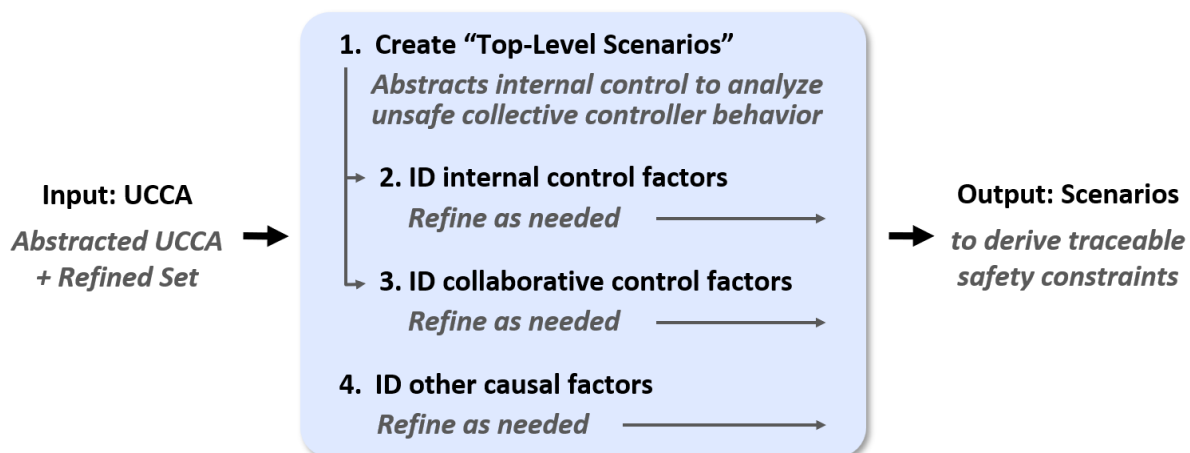 1. Create “Top-Level Scenarios”
Abstracts internal control to analyze
unsafe collective controller behavior
2. ID internal control factors
Refine as needed
3. ID collaborative control factors
Refine as needed
4. ID other causal factors
Refine as needed
Input: UCCA
Abstracted UCCA
+ Refined Set
Output: Scenarios
to derive traceable
safety constraints